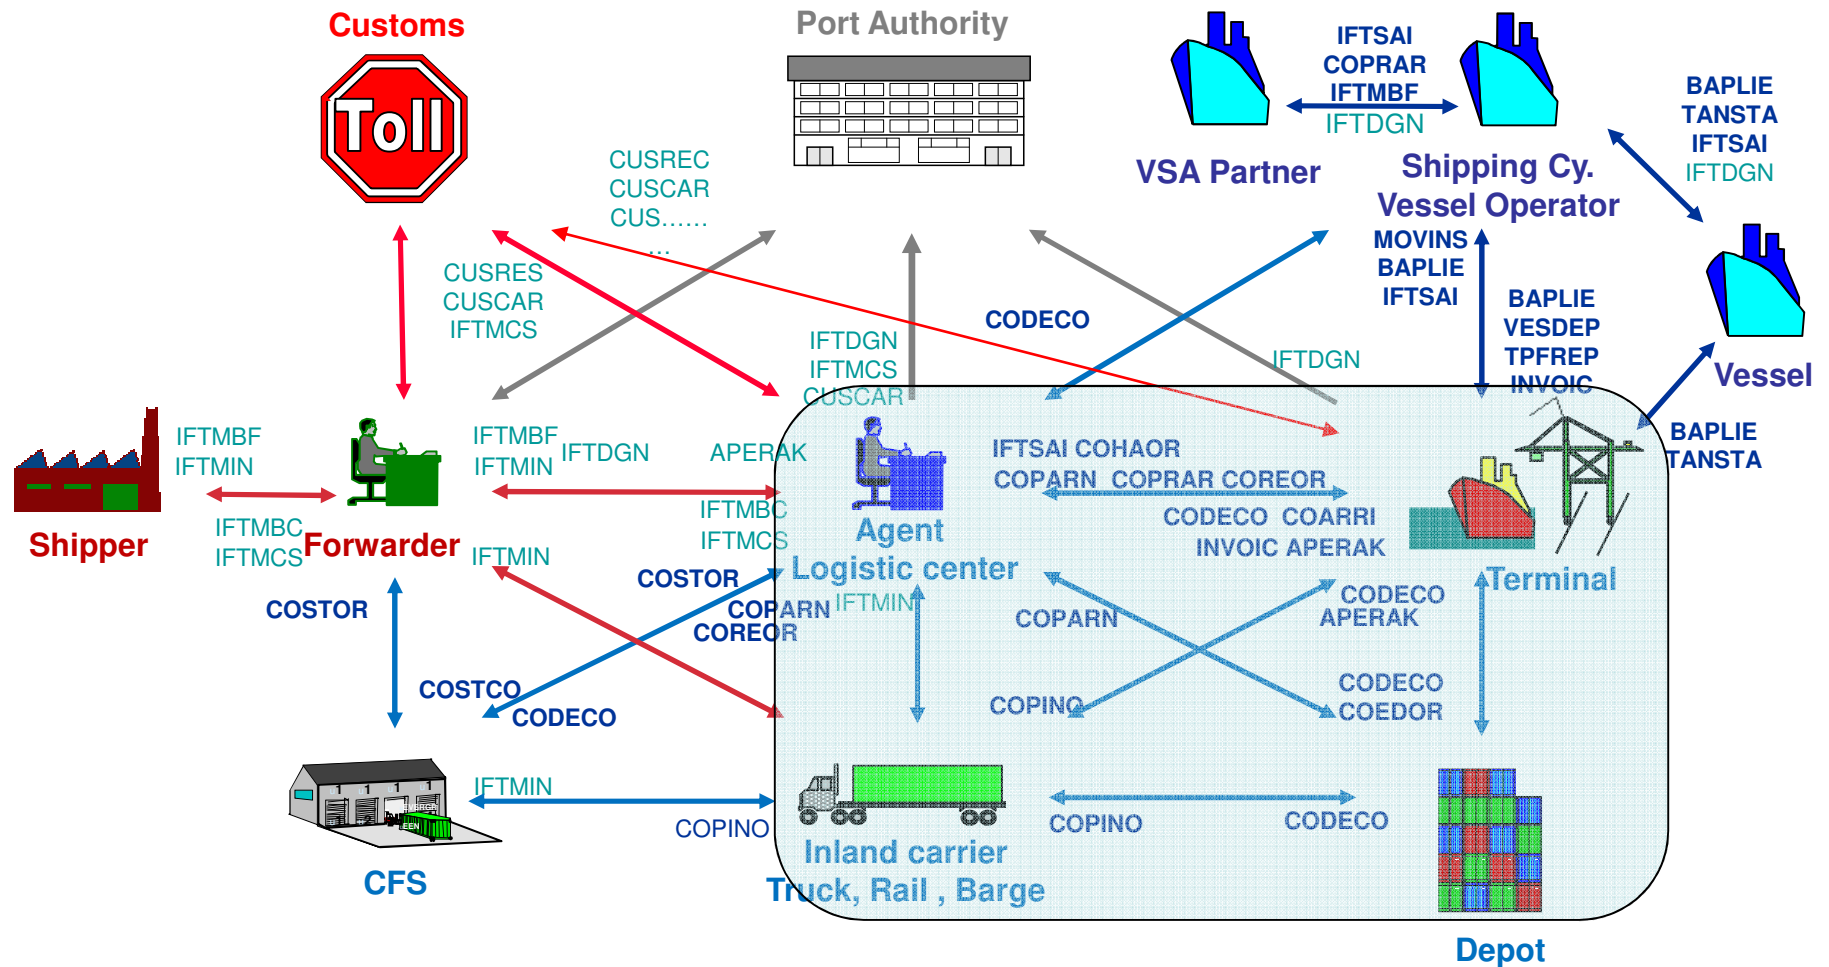 Customs
Port Authority
Toll
IFTSAI
COPRAR
IFTMBF
IFTDGN
BAPLIE
TANSTA
IFTSAI
IFTDGN
VSA Partner
Shipping Cy.
Vessel Operator
CUSREC
CUSCAR
CUS......
...
MOVINS
BAPLIE
IFTSAI
CUSRES
CUSCAR
IFTMCS
CODECO
BAPLIE
VESDEP
TPFREP
INVOIC
IFTDGN
IFTMCS
CUSCAR
IFTDGN
Vessel
IFTMBF
IFTMIN
IFTMBF
IFTMIN
IFTDGN
APERAK
IFTSAI COHAOR
COPARN COPRAR COREOR
BAPLIE
TANSTA
IFTMBC
IFTMCS
IFTMBC
IFTMCS
CODECO COARRI
INVOIC APERAK
Shipper
Forwarder
IFTMIN
Agent
Logistic center
Terminal
COSTOR
COSTOR
COPARN
COREOR
IFTMIN
COPARN
CODECO
APERAK
COSTCO
CODECO
COPINO
CODECO
COEDOR
IFTMIN
COPINO
COPINO
CODECO
CFS
Inland carrier
Truck, Rail , Barge
Depot